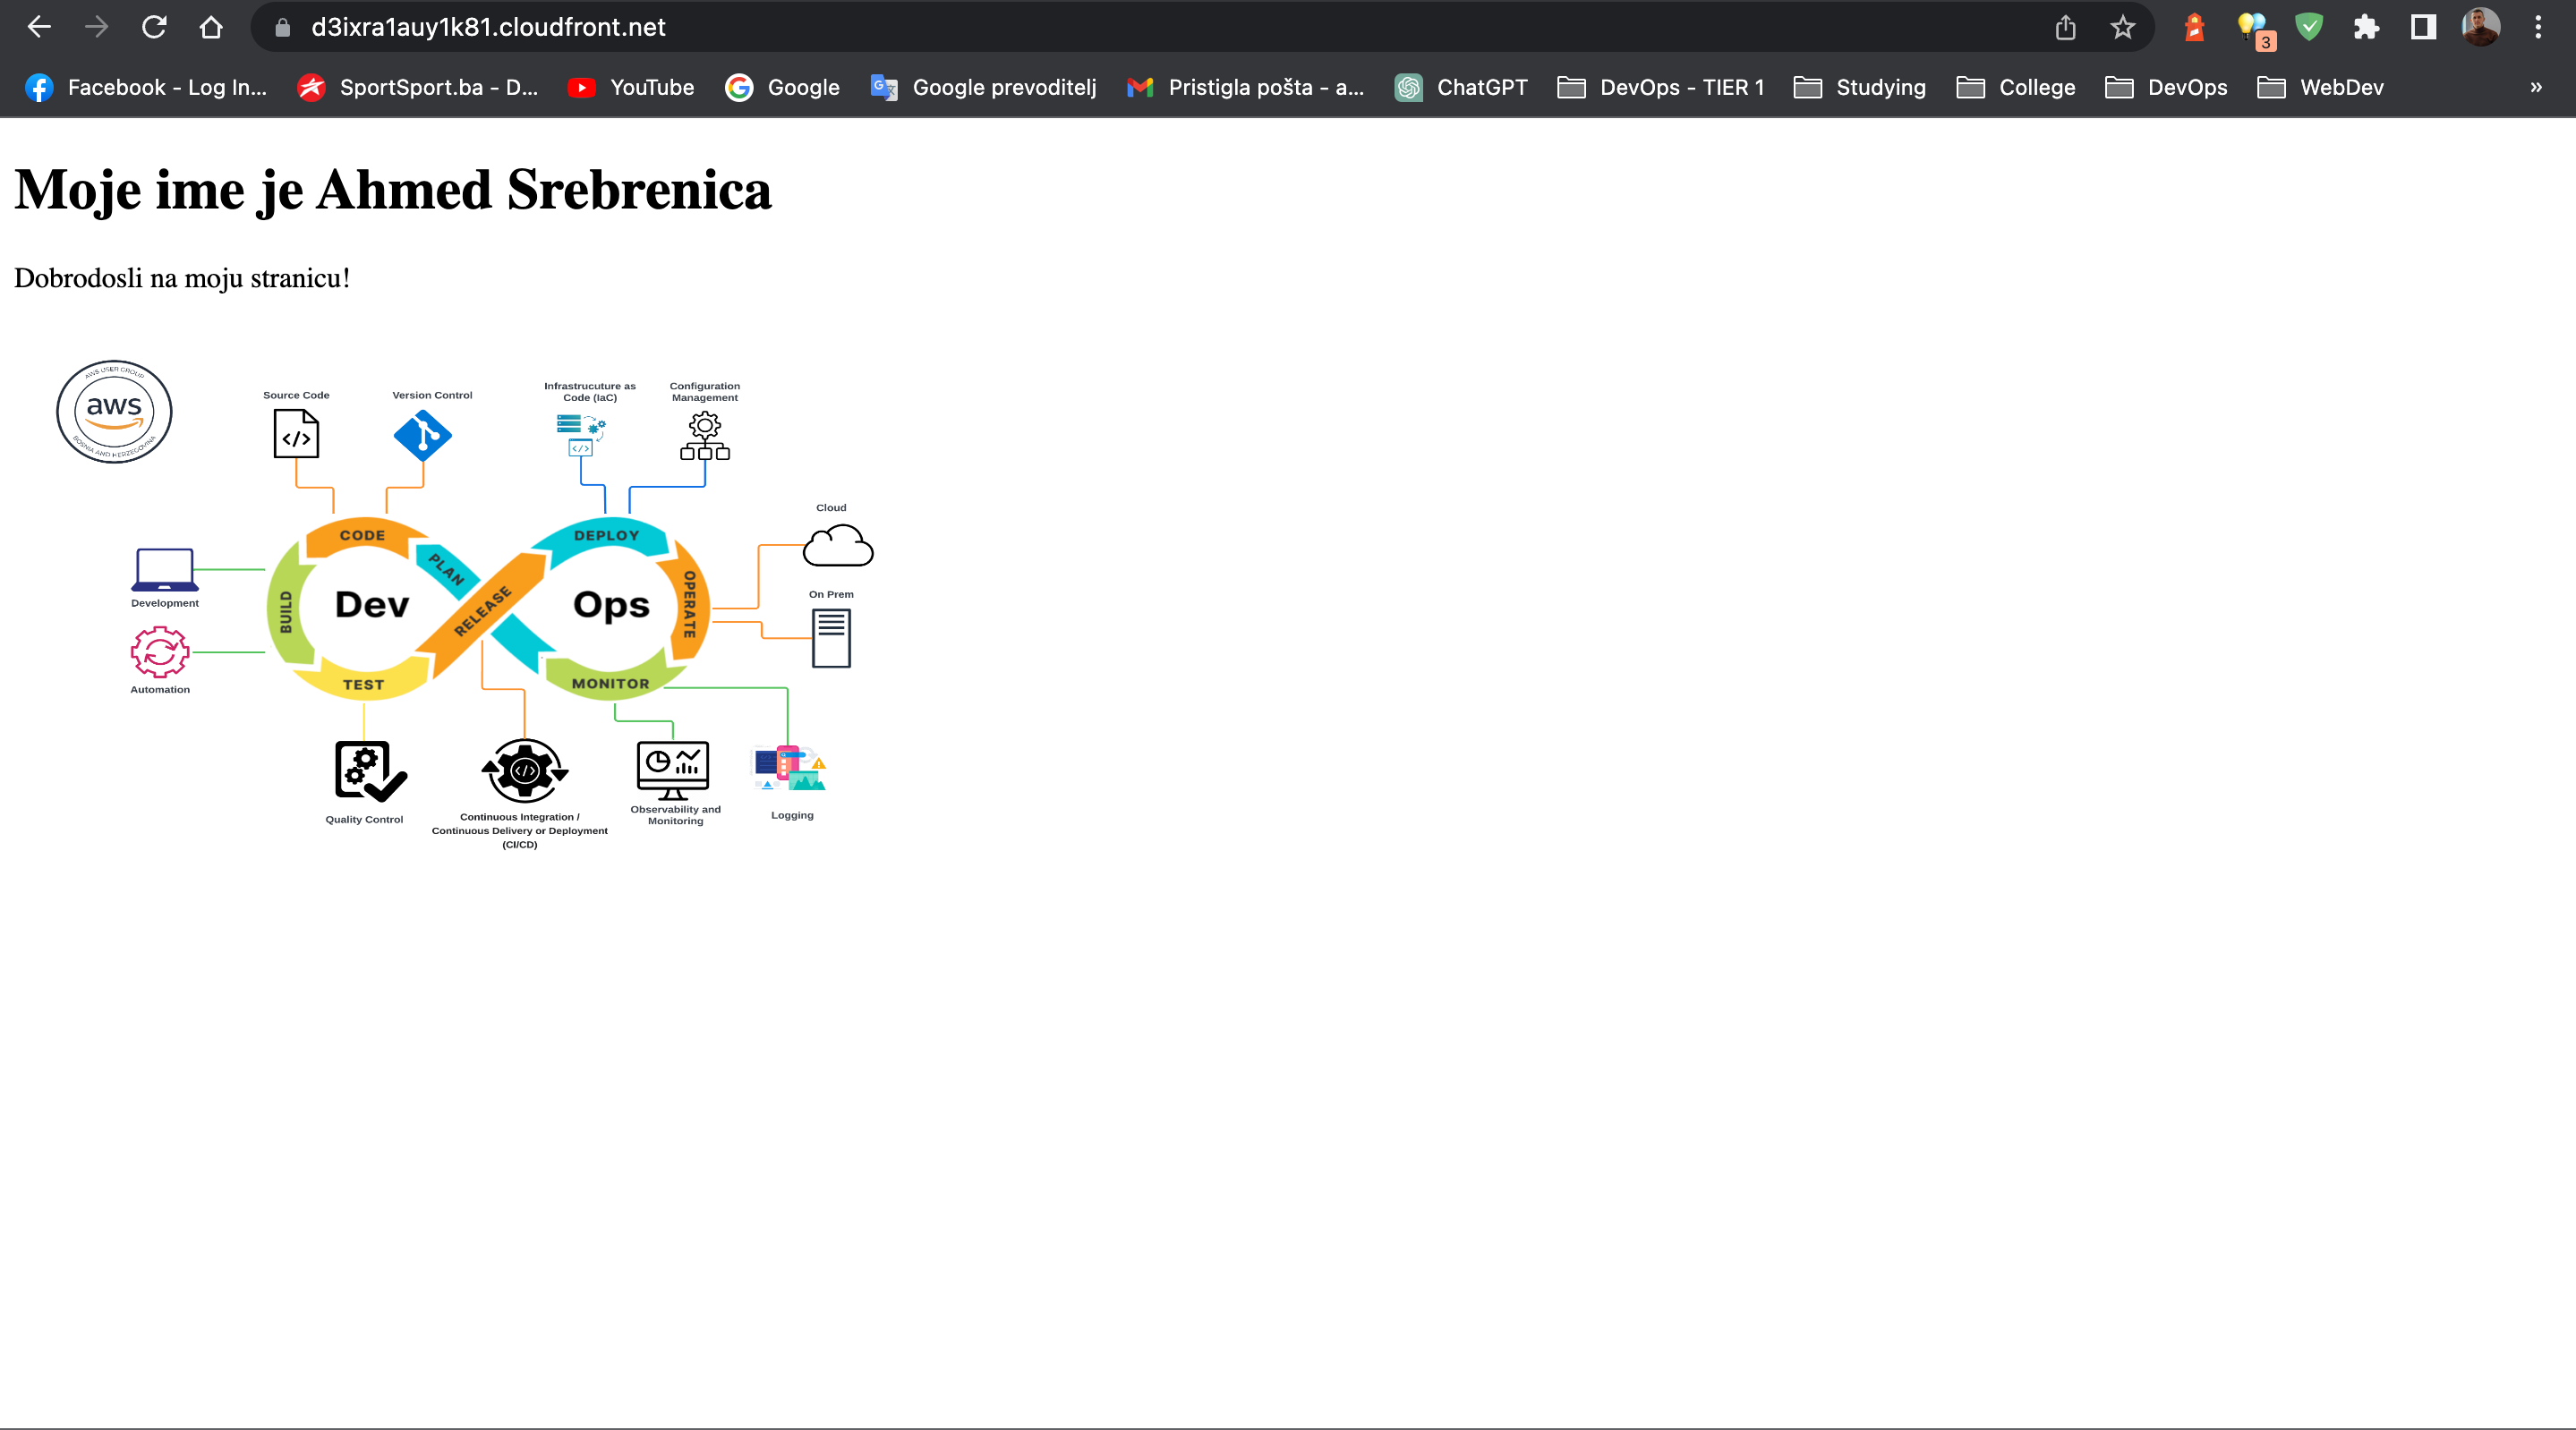 d3ixra1auy1k81.cloudfront.net
3
Facebook - Log In... SportSport.ba - D... YouTube Google Google prevoditelj Pristigla pošta - a... ChatGPT DevOps - TIER 1 Studying College DevOps WebDev »
Moje ime je Ahmed Srebrenica
Dobrodosli na moju stranicu!
AWS USER GROUP
aws
BOSNIA AND HERZEGOVINA
Source Code
Version Control
Infrastrucuture as
Code (IaC)
Configuration
Management
Cloud
On Prem
Development
Automation
CODE
PLAN
BUILD
Dev
TEST
RELEASE
DEPLOY
Ops
OPERATE
MONITOR
Quality Control
Continuous Integration /
Continuous Delivery or Deployment
(CI/CD)
Observability and
Monitoring
Logging